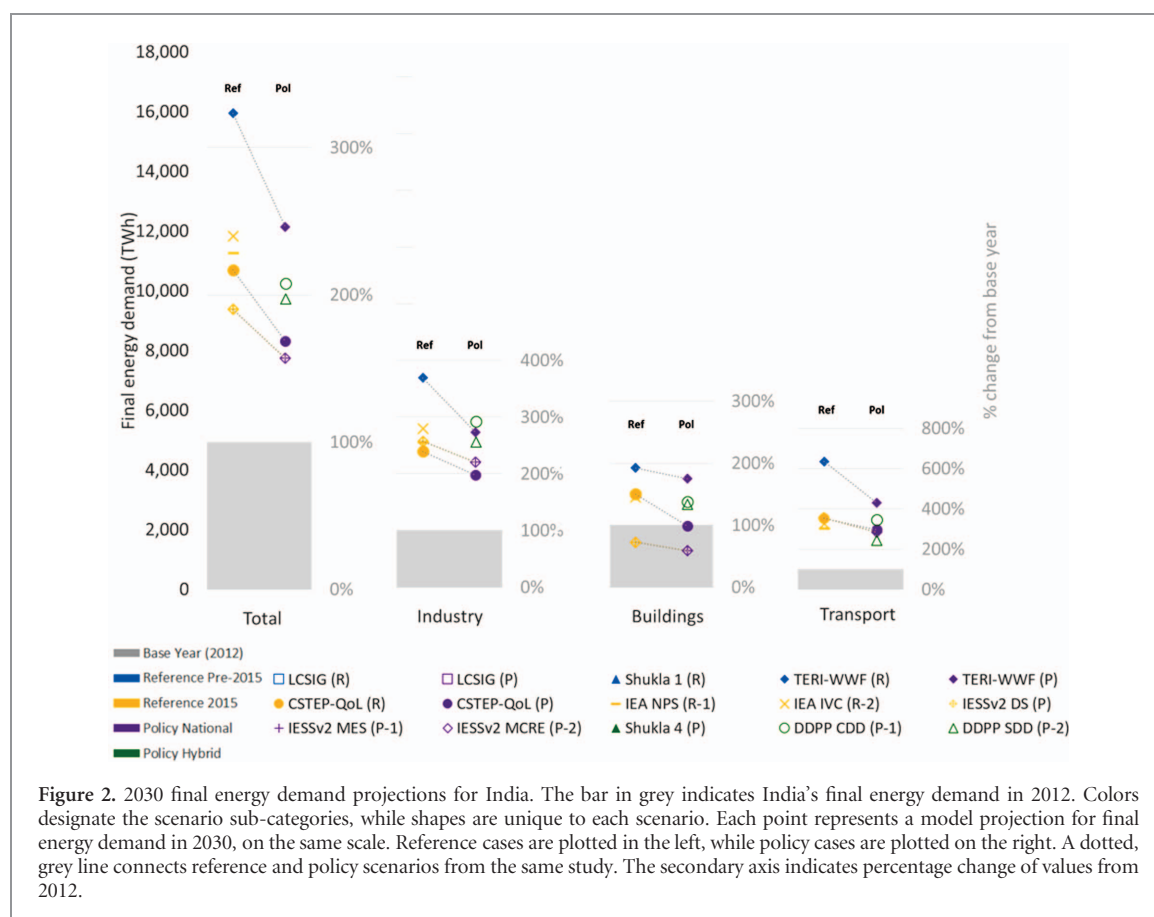 18,000
16,000
14,000
12,000
10,000
8,000
6,000
4,000
2,000
0
Final energy demand (TWh)
Ref Pol
300%
200%
100%
0%
Total
Ref Pol
400%
300%
200%
100%
0%
Industry
Ref Pol
300%
200%
100%
0%
Buildings
Ref Pol
800%
600%
400%
200%
0%
Transport
% change from base year
Base Year (2012)
Reference Pre-2015 LCSIG (R) LCSIG (P) Shukla 1 (R) TERI-WWF (R) TERI-WWF (P)
Reference 2015 CSTEP-QoL (R) CSTEP-QoL (P) IEA NPS (R-1) IEA IVC (R-2) IESSv2 DS (P)
Policy National IESSv2 MES (P-1) IESSv2 MCRE (P-2) Shukla 4 (P) DDPP CDD (P-1) DDPP SDD (P-2)
Policy Hybrid
Figure 2. 2030 final energy demand projections for India. The bar in grey indicates India's final energy demand in 2012. Colors
designate the scenario sub-categories, while shapes are unique to each scenario. Each point represents a model projection for final
energy demand in 2030, on the same scale. Reference cases are plotted in the left, while policy cases are plotted on the right. A dotted,
grey line connects reference and policy scenarios from the same study. The secondary axis indicates percentage change of values from
2012.